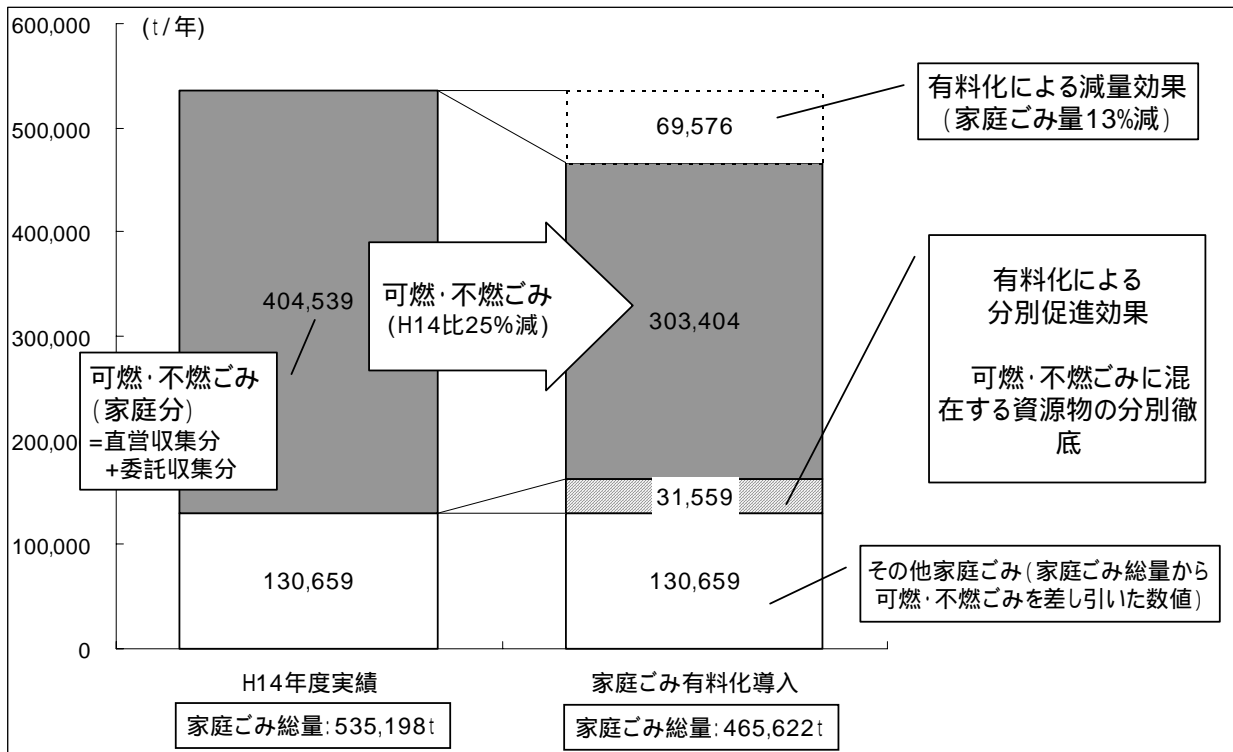 600,000
(t/年)
500,000
400,000
300,000
200,000
100,000
0
404,539
可燃・不燃ごみ
(家庭分)
=直営収集分
+委託収集分
130,659
可燃・不燃ごみ
(H14比25%減)
69,576
303,404
31,559
130,659
有料化による減量効果
(家庭ごみ量13%減)
有料化による
分別促進効果
可燃・不燃ごみに混
在する資源物の分別徹
底
その他家庭ごみ(家庭ごみ総量から
可燃・不燃ごみを差し引いた数値)
H14年度実績
家庭ごみ総量:535,198t
家庭ごみ有料化導入
家庭ごみ総量:465,622t